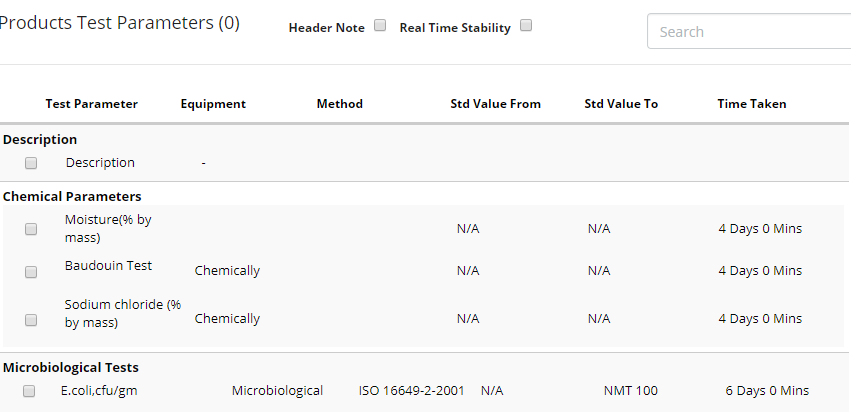 Products Test Parameters (0)
Header Note Real Time Stability Search
Test Parameter Equipment Method Std Value From Std Value To Time Taken
Description
Description -
Chemical Parameters
Moisture(% by
mass) N/A N/A 4 Days 0 Mins
Baudouin Test Chemically N/A N/A 4 Days 0 Mins
Sodium chloride (%
by mass) Chemically N/A N/A 4 Days 0 Mins
Microbiological Tests
E.coli,cfu/gm Microbiological ISO 16649-2-2001 N/A NMT 100 6 Days 0 Mins